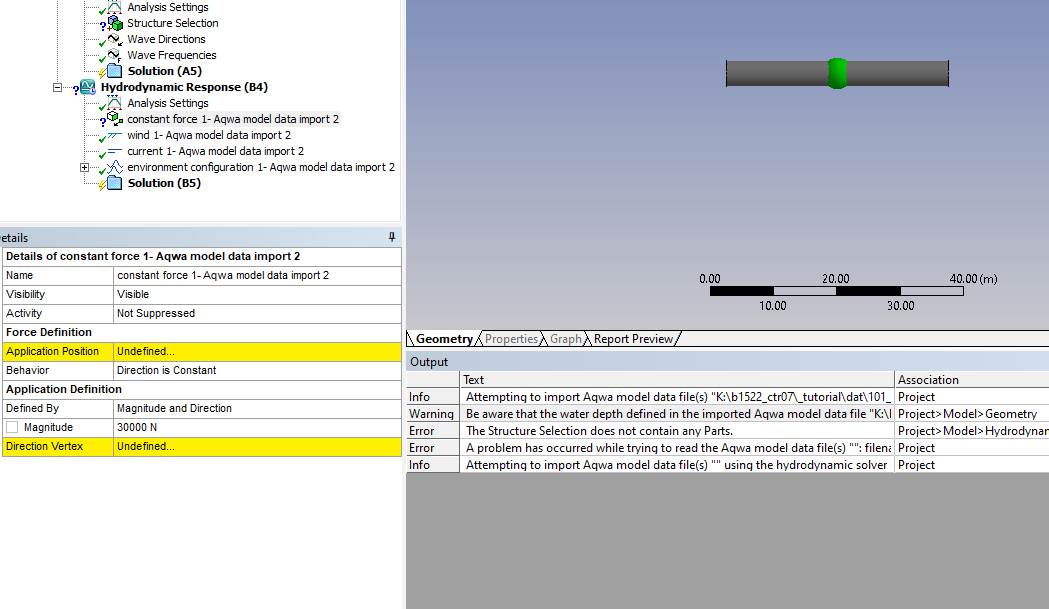 Analysis Settings
Structure Selection
Wave Directions
Wave Frequencies
Solution (A5)
Hydrodynamic Response (B4)
Analysis Settings
constant force 1- Aqwa model data import 2
wind 1- Aqwa model data import 2
current 1- Aqwa model data import 2
environment configuration 1- Aqwa model data import 2
Solution (B5)
etails
Details of constant force 1- Aqwa model data import 2
Name constant force 1- Aqwa model data import 2
Visibility Visible
Activity Not Suppressed
Force Definition
Application Position Undefined...
Behavior Direction is Constant
Application Definition
Defined By Magnitude and Direction
Magnitude 30000 N
Direction Vertex Undefined...
0.00 20.00 40.00 (m)
10.00 30.00
Geometry Properties Graph Report Preview
Output
Text Association
Info Attempting to import Aqwa model data file(s) "K:\b1522_ctr07\_tutorial\dat\101_ Project
Warning Be aware that the water depth defined in the imported Aqwa model data file "K:\ Project>Model>Geometry
Error The Structure Selection does not contain any Parts. Project>Model>Hydrodynam
Error A problem has occurred while trying to read the Aqwa model data file(s) "": filena Project
Info Attempting to import Aqwa model data file(s) "" using the hydrodynamic solver Project